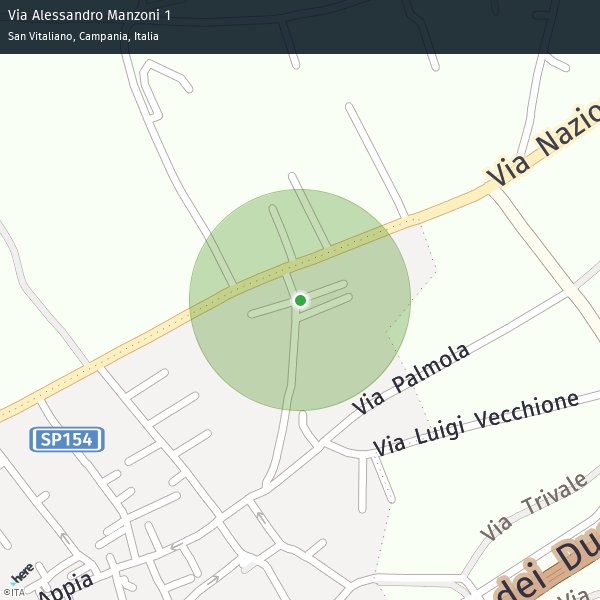 Via Alessandro Manzoni 1
San Vitaliano, Campania, Italia
Via Nazio
Via Palmola
Via Luigi Vecchione
SP154
Via Trivale
dei Du
Via
Appia
here
©ITA